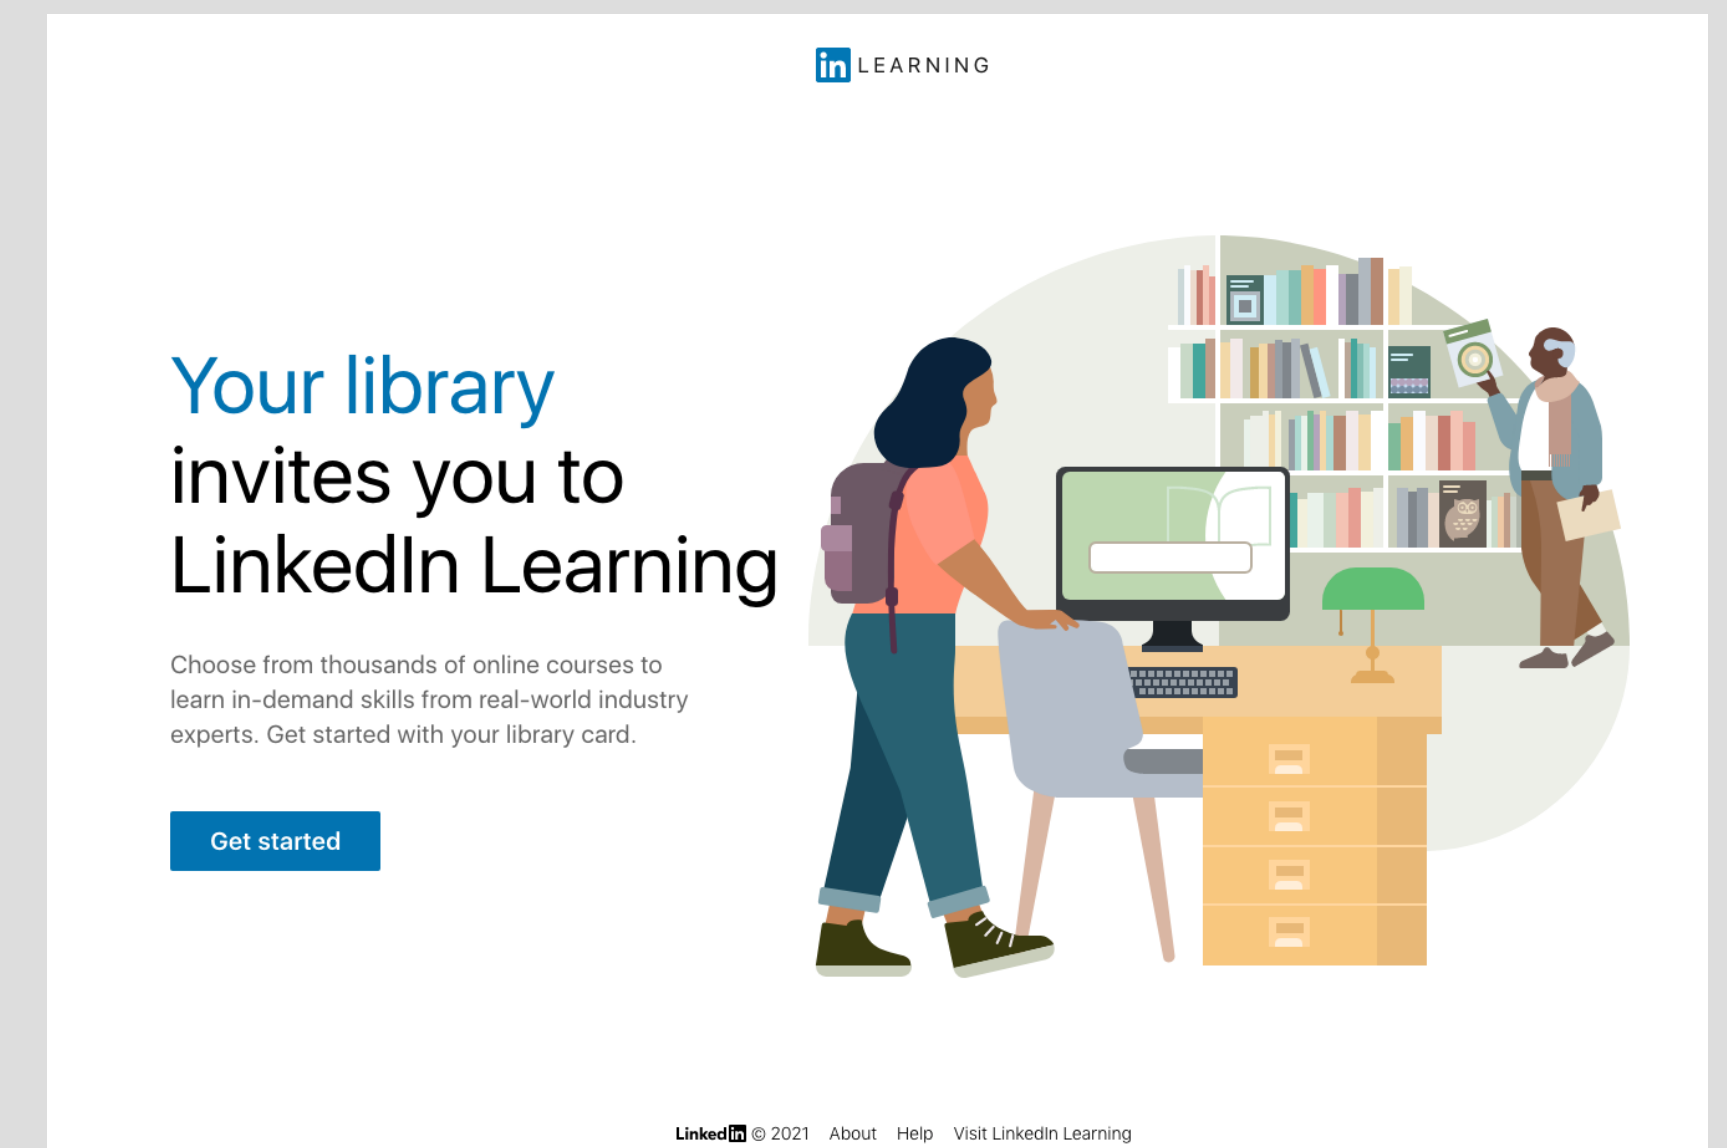 in LEARNING
Your library
invites you to
LinkedIn Learning
Choose from thousands of online courses to
learn in-demand skills from real-world industry
experts. Get started with your library card.
Get started
Linkedin © 2021 About Help Visit LinkedIn Learning